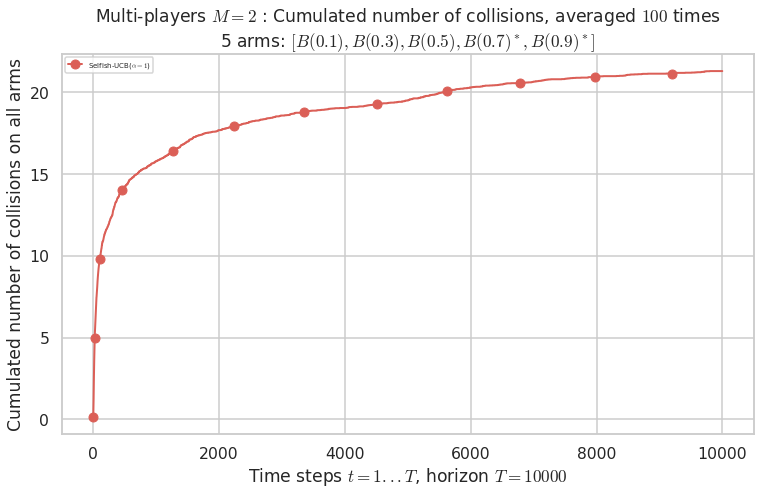 Multi-players M = 2 : Cumulated number of collisions, averaged 100 times
5 arms: [B(0.1), B(0.3), B(0.5), B(0.7)*, B(0.9)*]
Selfish-UCB(α=1)
Cumulated number of collisions on all arms
20
15
10
5
0
0 2000 4000 6000 8000 10000
Time steps t = 1...T, horizon T = 10000